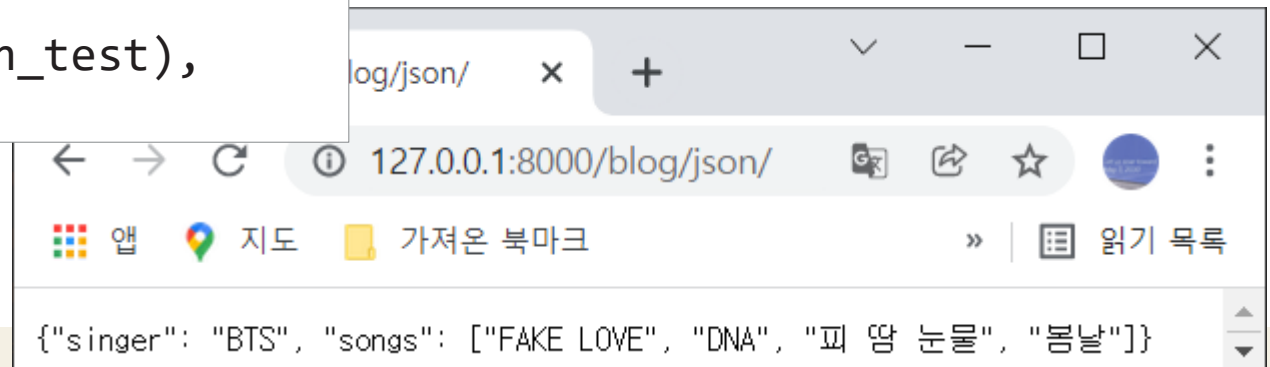 _test),
log/json/
127.0.0.1:8000/blog/json/
앱 지도 가져온 북마크 » 읽기 목록
{"singer": "BTS", "songs": ["FAKE LOVE", "DNA", "피 땀 눈물", "봄날"]}